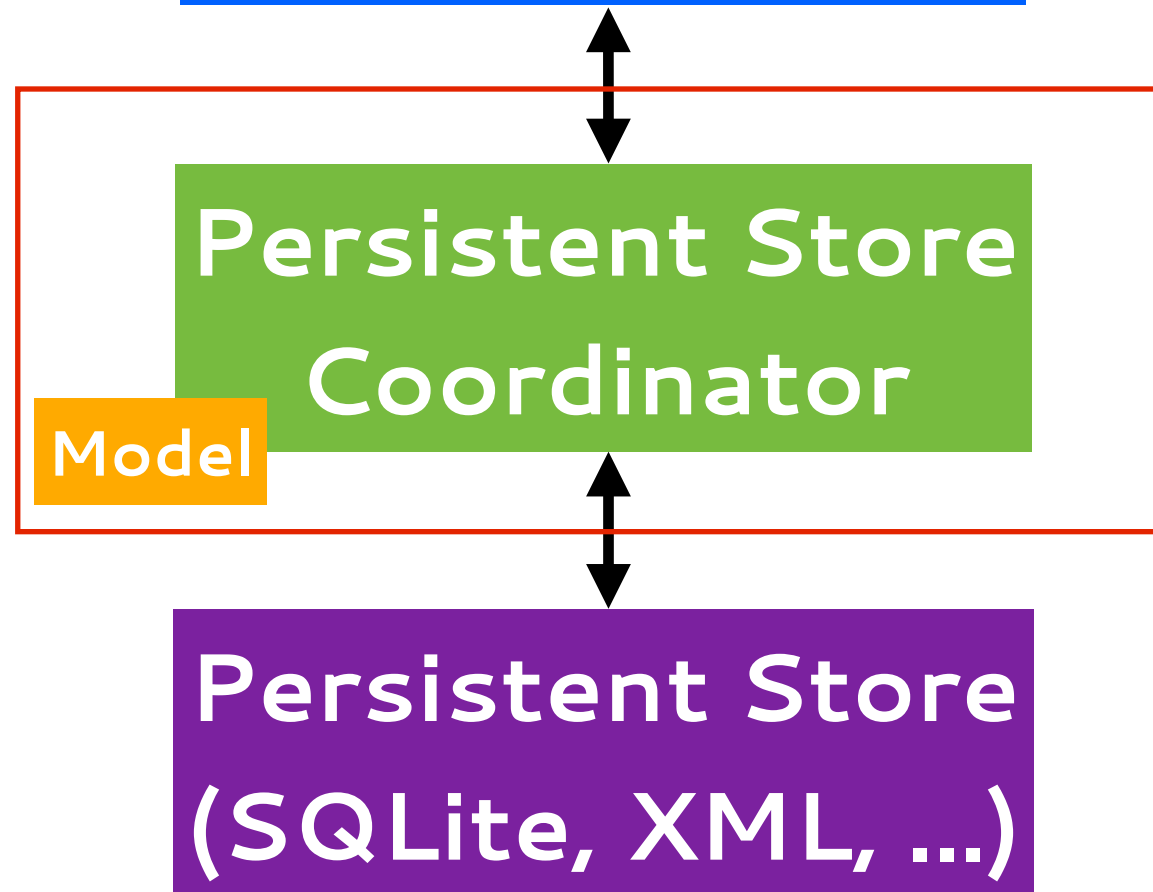 Persistent Store
Coordinator
Model
Persistent Store
(SQLite, XML, ...)